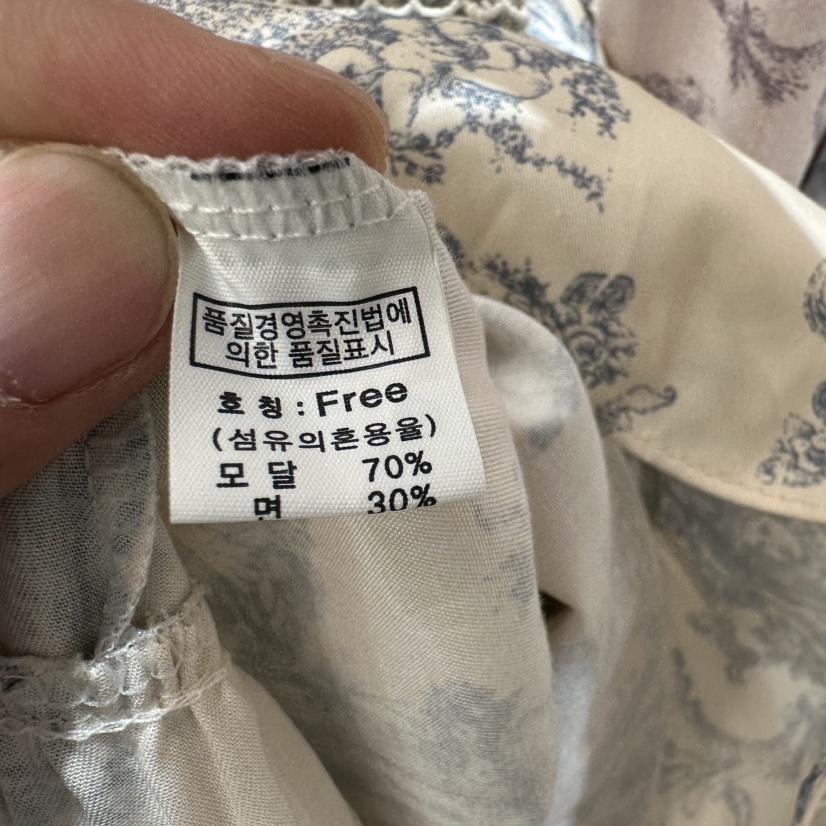 품질경영촉진법에
의한 품질표시
호 칭 : Free
(섬유의혼용율)
모 달 70%
면 30%